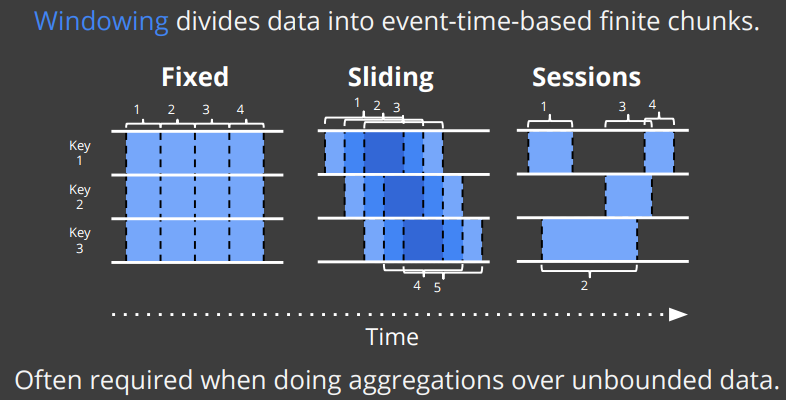 Windowing divides data into event-time-based finite chunks.
Fixed Sliding Sessions
1 2 3 4 1 2 3 1 3 4
Key
1
Key
2
Key
3
4 5 2
Time
Often required when doing aggregations over unbounded data.